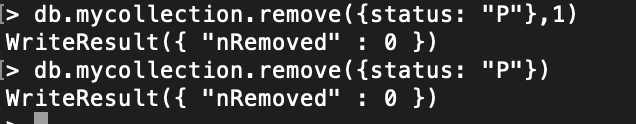 [> db.mycollection.remove({status: "P"},1)
WriteResult({ "nRemoved" : 0 })
[> db.mycollection.remove({status: "P"})
WriteResult({ "nRemoved" : 0 })
>